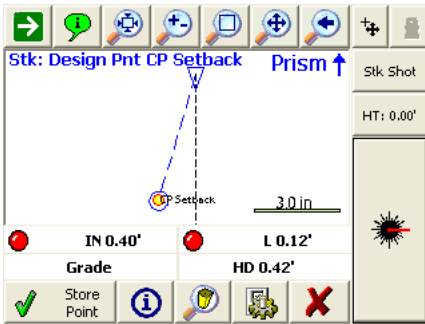 Stk: Design Pnt CP Setback
Prism
Stk Shot
HT: 0.00'
CP Setback
3.0 in
IN 0.40'
L 0.12'
Grade
HD 0.42'
Store
Point